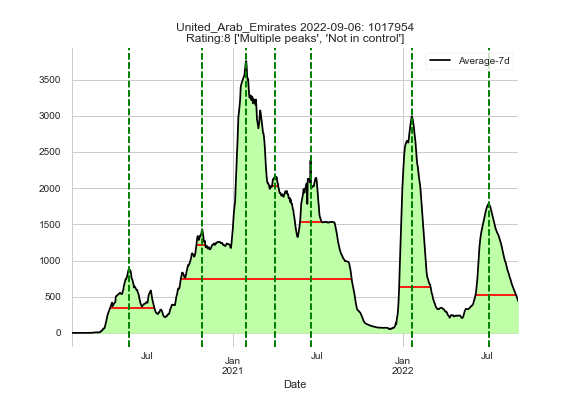 United_Arab_Emirates 2022-09-06: 1017954
Rating:8 ['Multiple peaks', 'Not in control']
Average-7d
3500
3000
2500
2000
1500
1000
500
0
Jul
Jan
2021
Jul
Jan
2022
Jul
Date